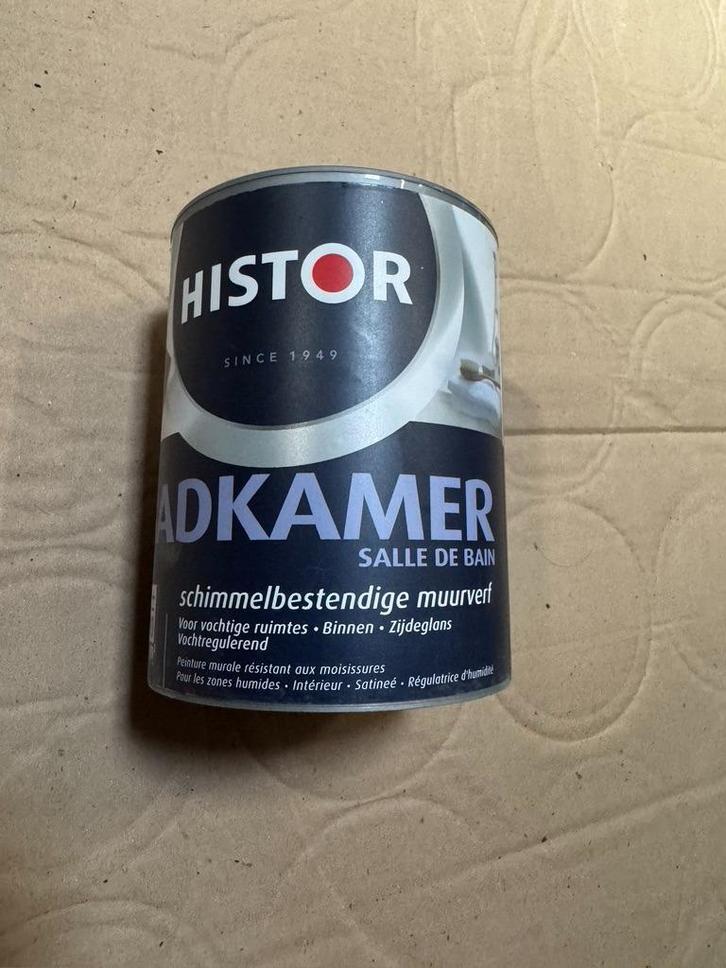 HISTOR
SINCE 1949
ADKAMER
SALLE DE BAIN
schimmelbestendige muurverf
Voor vochtige ruimtes • Binnen • Zijdeglans
Vochtregulerend
Peinture murale résistant aux moisissures
Pour les zones humides • Intérieur • Satineé • Régulatrice d'humidité